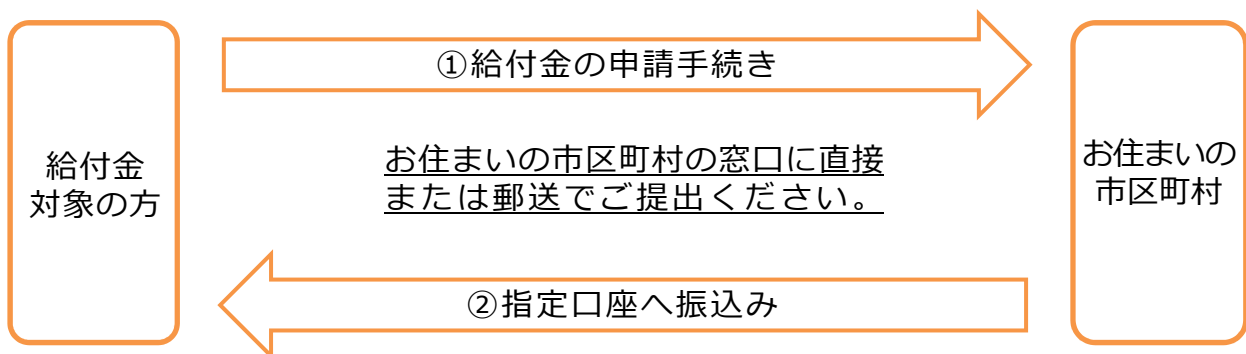 ①給付金の申請手続き
給付金
対象の方
お住まいの市区町村の窓口に直接
または郵送でご提出ください。
お住まいの
市区町村
②指定口座へ振込み